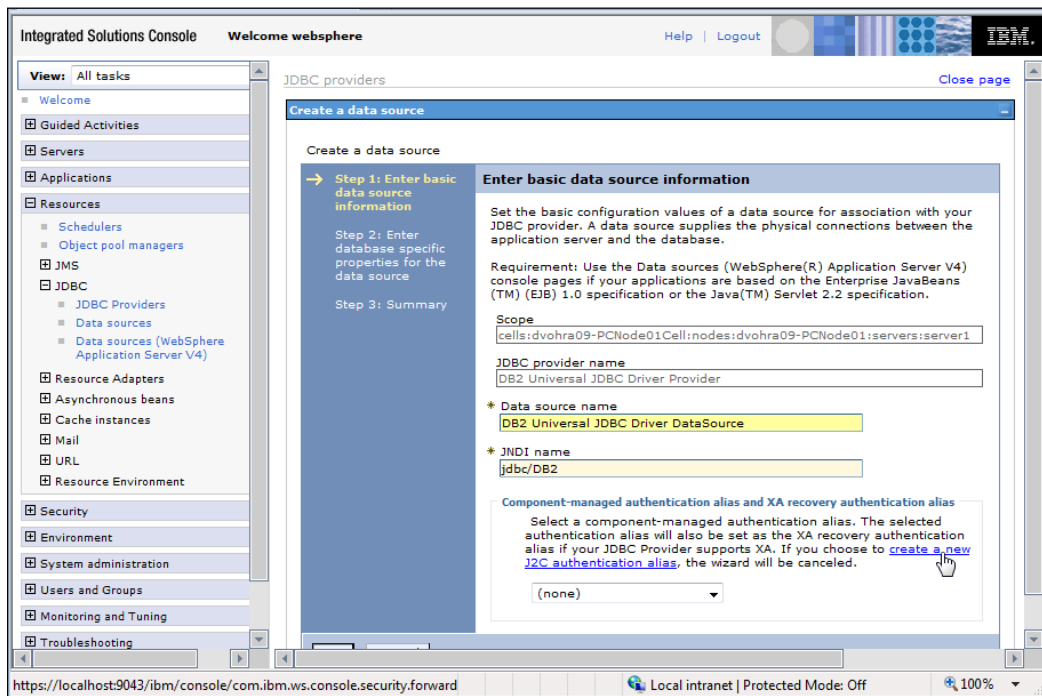 Integrated Solutions Console Welcome websphere
Help | Logout
IBM.
View: All tasks
Welcome
Guided Activities
Servers
Applications
Resources
Schedulers
Object pool managers
JMS
JDBC
JDBC Providers
Data sources
Data sources (WebSphere
Application Server V4)
Resource Adapters
Asynchronous beans
Cache instances
Mail
URL
Resource Environment
Security
Environment
System administration
Users and Groups
Monitoring and Tuning
Troubleshooting
JDBC providers
Close page
Create a data source
Create a data source
Step 1: Enter basic
data source
information
Step 2: Enter
database specific
properties for the
data source
Step 3: Summary
Enter basic data source information
Set the basic configuration values of a data source for association with your
JDBC provider. A data source supplies the physical connections between the
application server and the database.
Requirement: Use the Data sources (WebSphere(R) Application Server V4)
console pages if your applications are based on the Enterprise JavaBeans
(TM) (EJB) 1.0 specification or the Java(TM) Servlet 2.2 specification.
Scope
cells:dvohra09-PCNode01Cell:nodes:dvohra09-PCNode01:servers:server1
JDBC provider name
DB2 Universal JDBC Driver Provider
* Data source name
DB2 Universal JDBC Driver DataSource
* JNDI name
jdbc/DB2
Component-managed authentication alias and XA recovery authentication alias
Select a component-managed authentication alias. The selected
authentication alias will also be set as the XA recovery authentication
alias if your JDBC Provider supports XA. If you choose to create a new
J2C authentication alias, the wizard will be canceled.
(none)
https://localhost:9043/ibm/console/com.ibm.ws.console.security.forward
Local intranet | Protected Mode: Off
100%